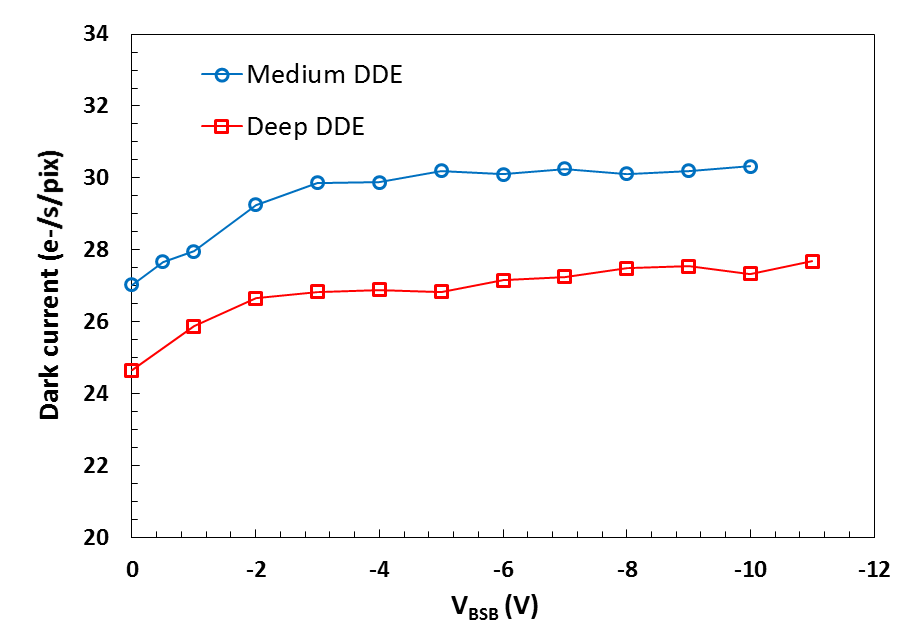 34
32
30
28
26
24
22
20
Dark current (e-/s/pix)
Medium DDE
Deep DDE
0 -2 -4 -6 -8 -10 -12
VBSB (V)